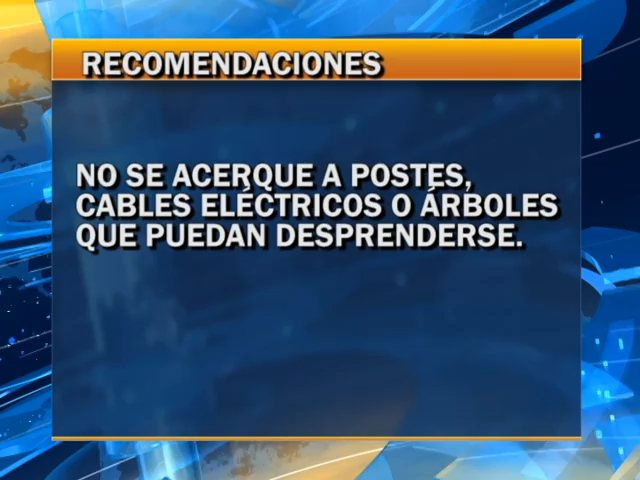 RECOMENDACIONES
NO SE ACERQUE A POSTES,
CABLES ELÉCTRICOS O ÁRBOLES
QUE PUEDAN DESPRENDERSE.